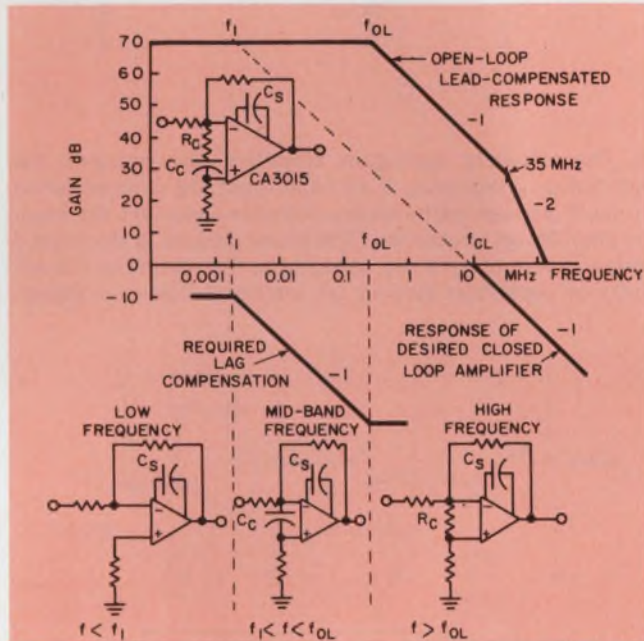 f₁ fOL
70
60
50
40
30
20
10
0
-10
GAIN dB
OPEN-LOOP
LEAD-COMPENSATED
RESPONSE
-1
35 MHz
-2
CS
RC
CC
CA3015
f₁ fOL fCL
0.001 0.01 0.1 1 10 MHz FREQUENCY
REQUIRED
LAG
COMPENSATION
-1
RESPONSE OF
DESIRED CLOSED
LOOP AMPLIFIER
-1
LOW
FREQUENCY
CS
MID-BAND
FREQUENCY
CS
CC
HIGH
FREQUENCY
CS
RC
f < f₁ f₁ < f < fOL f > fOL